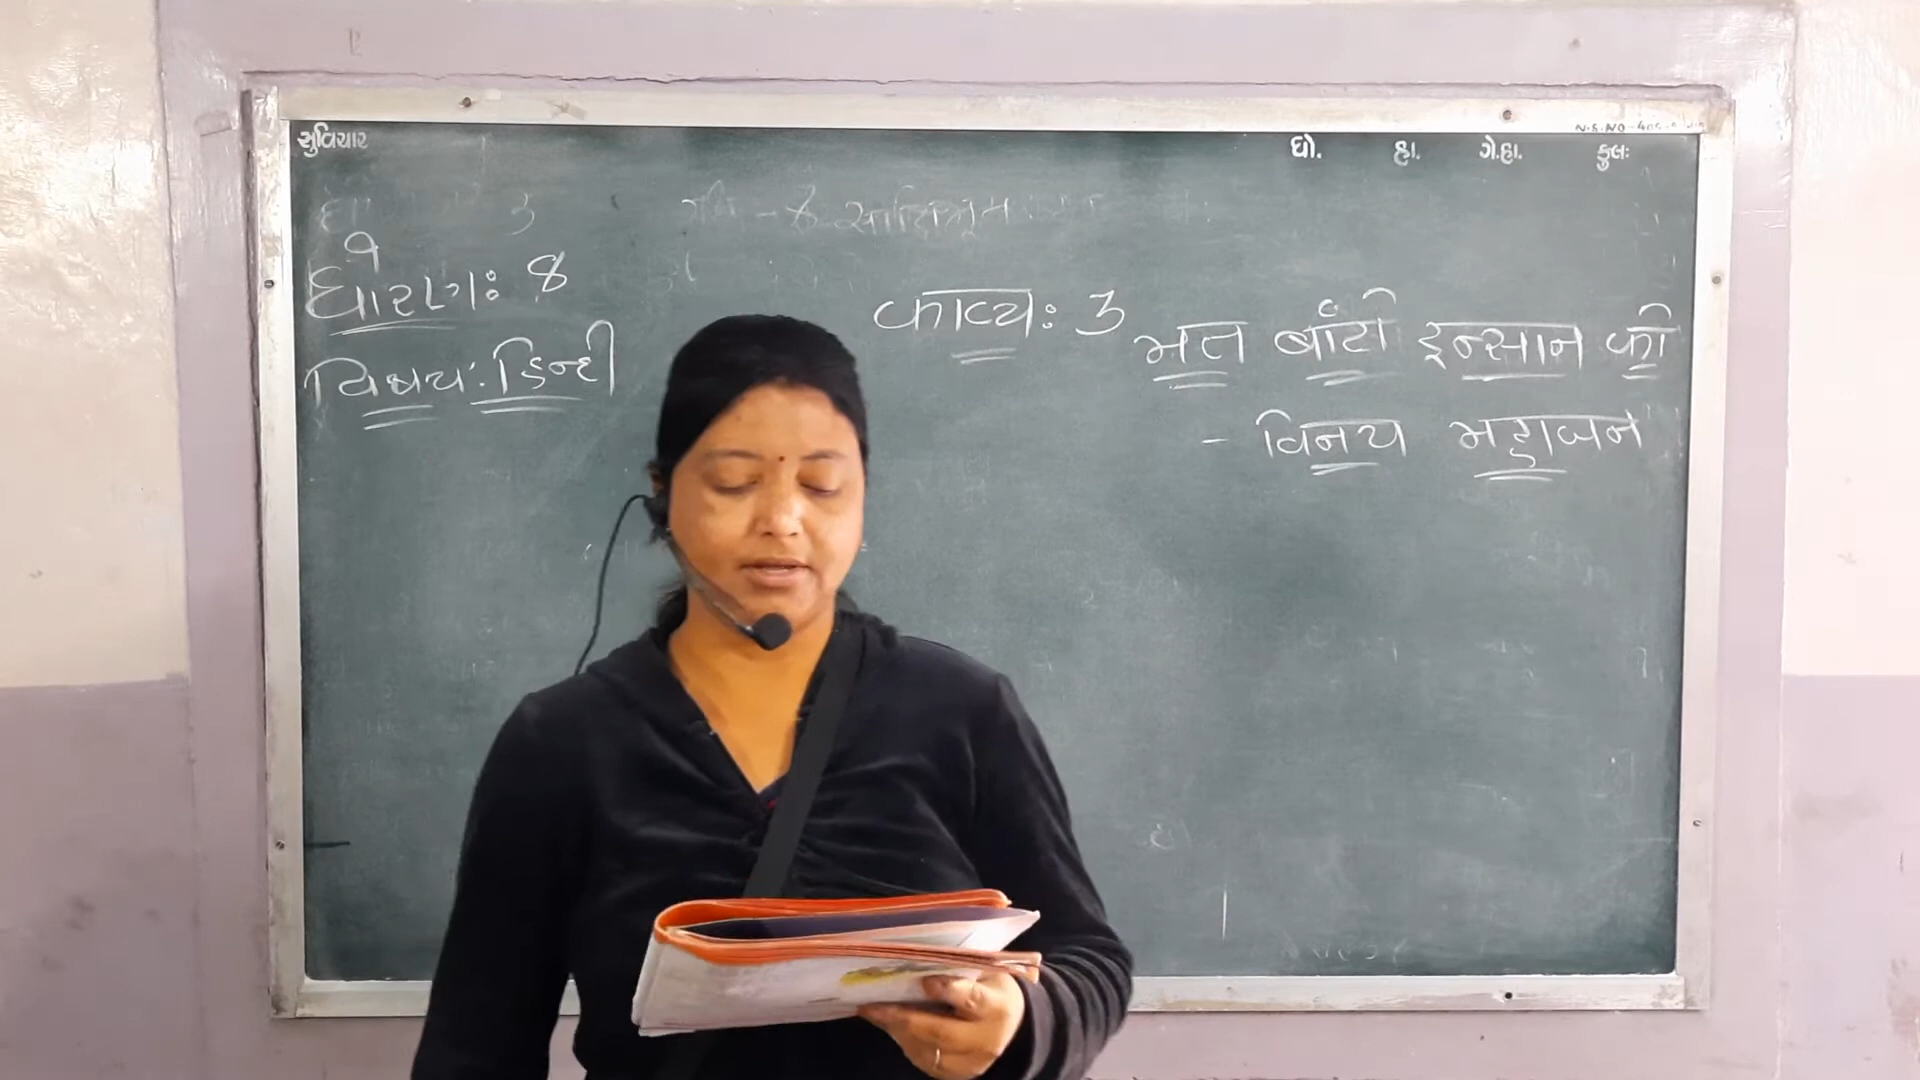 સુવિચાર
ઘો. હા. ગે.હા. કુલઃ
ધોરણઃ 8
વિષયઃ હિન્દી
काव्यः 3
मत बाँटो इन्सान को
- विनय महाजन